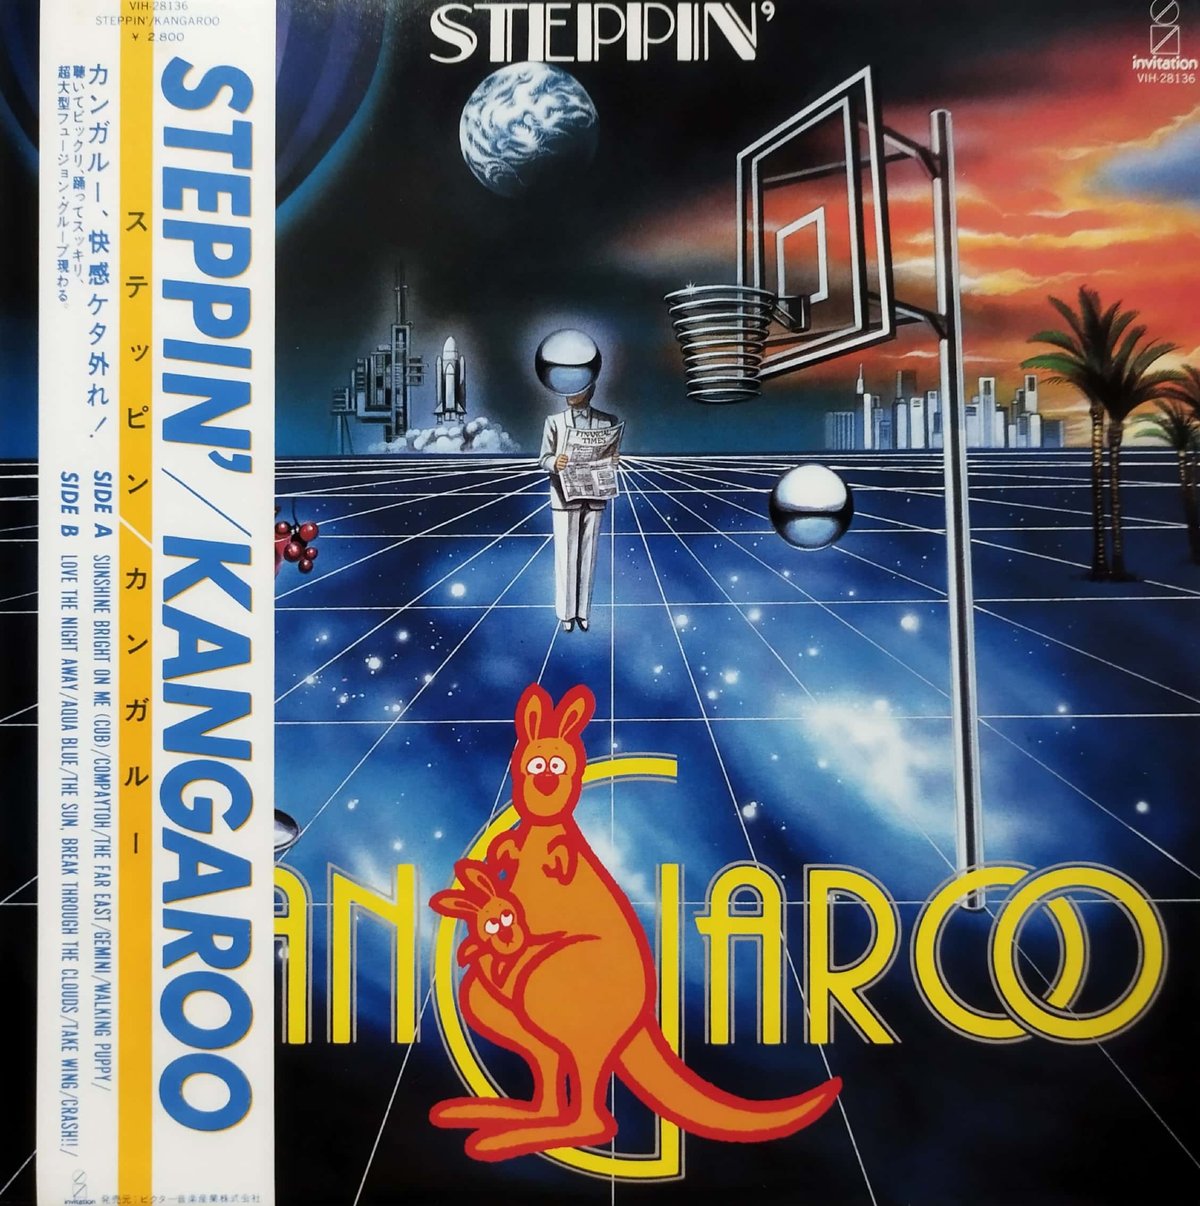 VIH-28136
STEPPIN'/KANGAROO
¥ 2,800
カンガルー、快感ケタ外れ!
聴いてビックリ、踊ってスッキリ、
超大型フュージョン・グループ現わる。
ステッピン/カンガルー
STEPPIN'/KANGAROO
SIDE A SUNSHINE BRIGHT ON ME (CUB)/COMPAYTOH/THE FAR EAST/GEMINI/WALKING PUPPY/
SIDE B LOVE THE NIGHT AWAY/AQUA BLUE/THE SUN, BREAK THROUGH THE CLOUDS/TAKE WING/CRASH!!/
invitation
発売元:ビクター音楽産業株式会社
STEPPIN'
invitation
VIH-28136
FINANCIAL
TIMES
ANGAROO